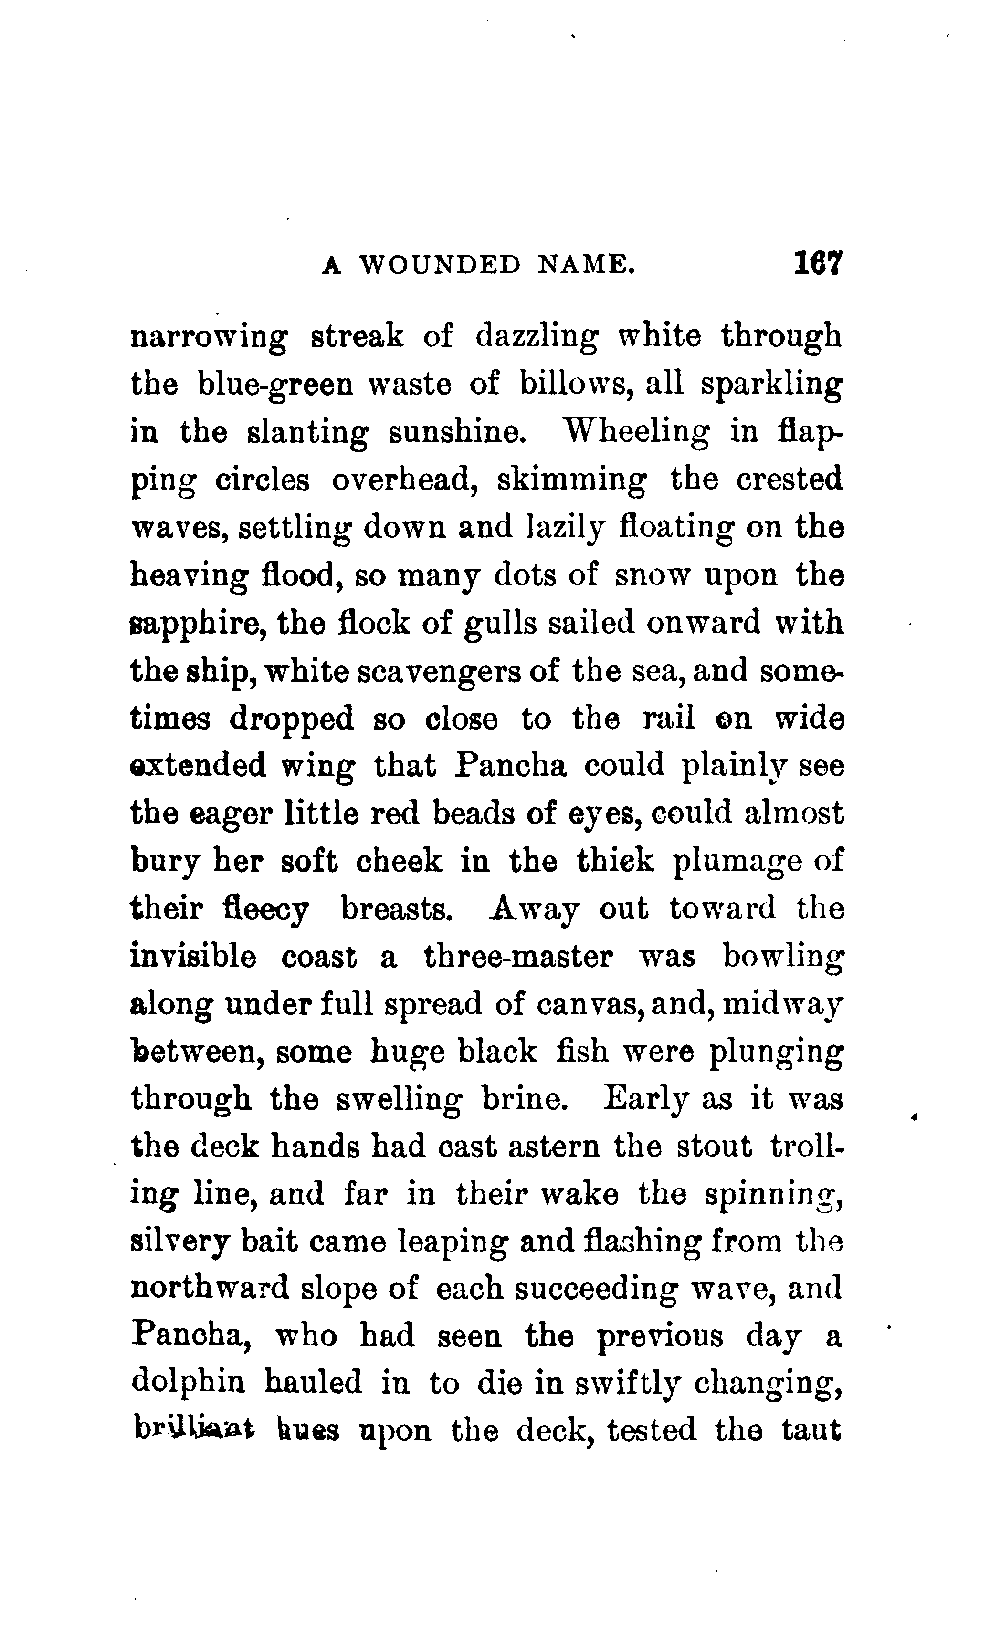 A WOUNDED NAME. 167
narrowing streak of dazzling white through
the blue-green waste of billows, all sparkling
in the slanting sunshine. Wheeling in flap-
ping circles overhead, skimming the crested
waves, settling down and lazily floating on the
heaving flood, so many dots of snow upon the
sapphire, the flock of gulls sailed onward with
the ship, white scavengers of the sea, and some-
times dropped so close to the rail on wide
extended wing that Pancha could plainly see
the eager little red beads of eyes, could almost
bury her soft cheek in the thick plumage of
their fleecy breasts. Away out toward the
invisible coast a three-master was bowling
along under full spread of canvas, and, midway
between, some huge black fish were plunging
through the swelling brine. Early as it was
the deck hands had cast astern the stout troll-
ing line, and far in their wake the spinning,
silvery bait came leaping and flashing from the
northward slope of each succeeding wave, and
Pancha, who had seen the previous day a
dolphin hauled in to die in swiftly changing,
brilliant hues upon the deck, tested the taut